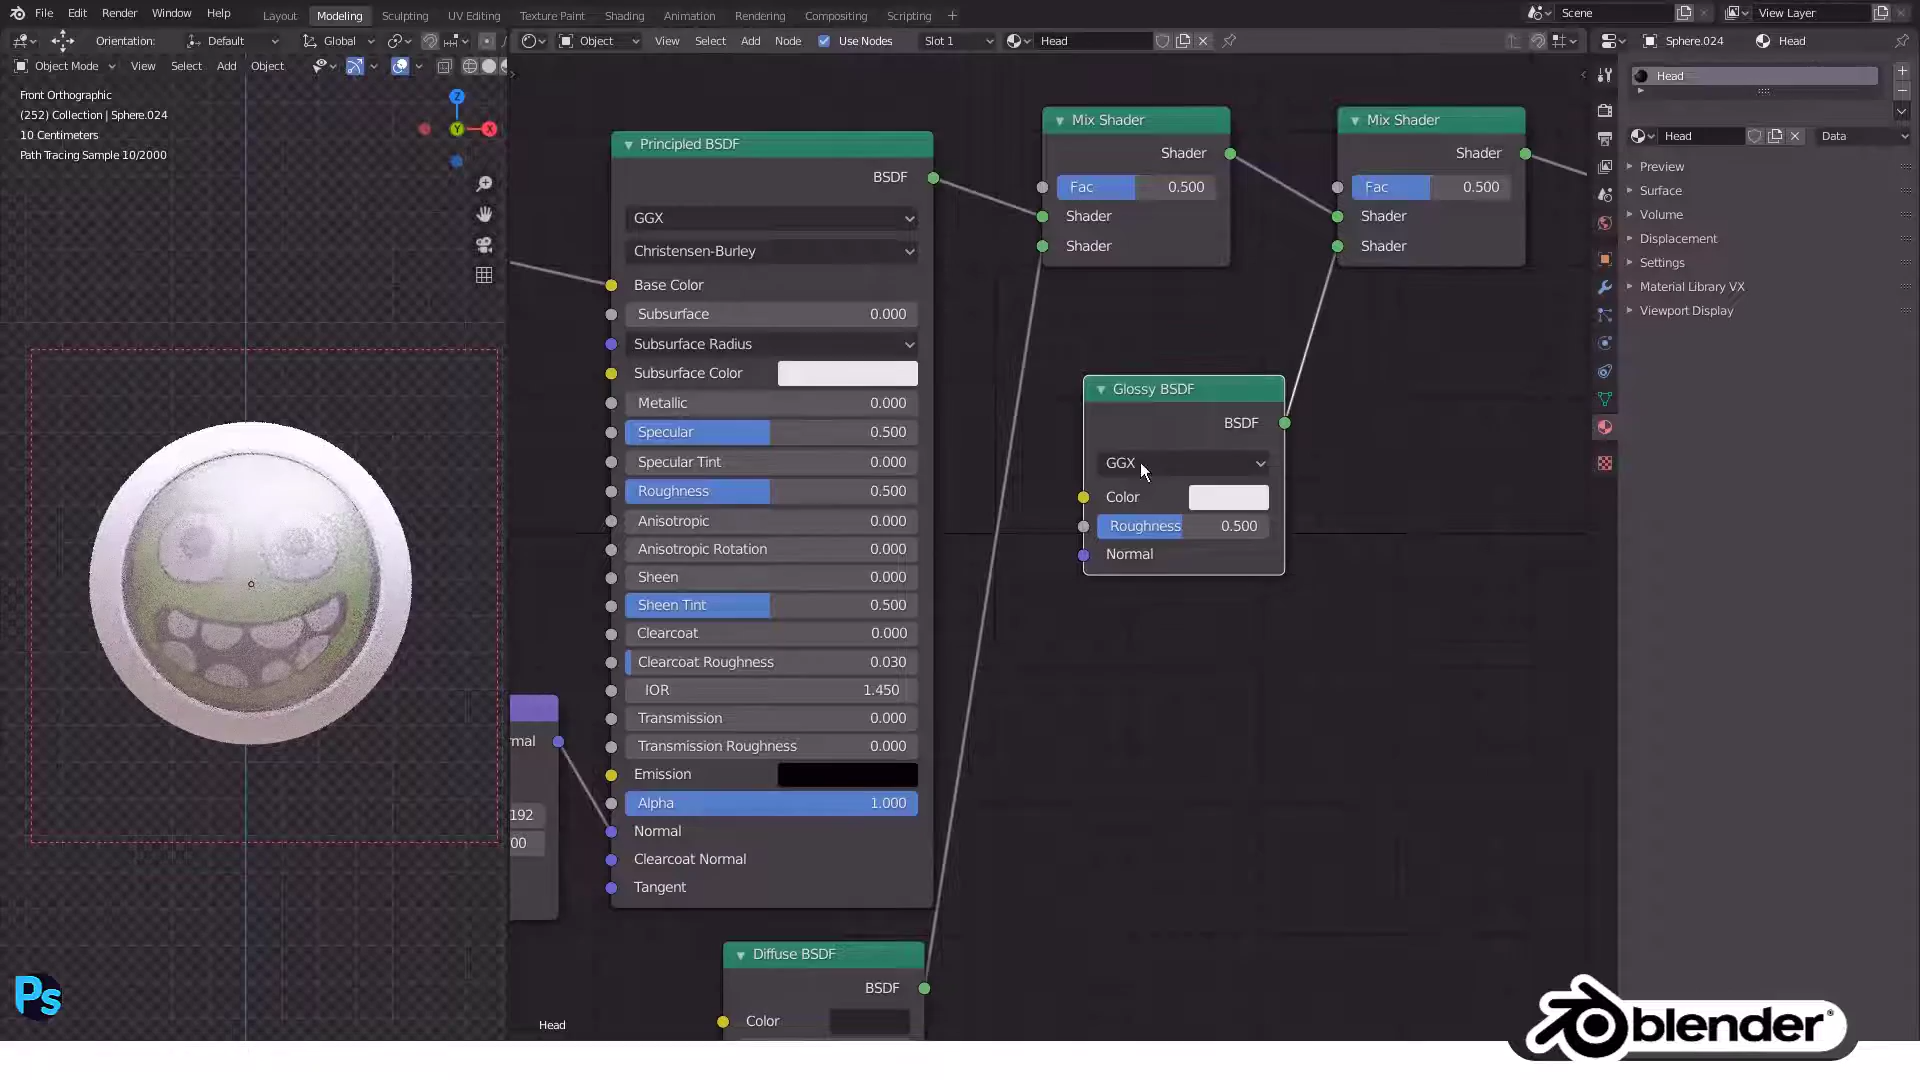 File Edit Render Window Help Layout Modeling Sculpting UV Editing Texture Paint Shading Animation Rendering Compositing Scripting + Scene View Layer
Orientation: Default Global Object View Select Add Node Use Nodes Slot 1 Head Sphere.024 Head
Object Mode View Select Add Object
Front Orthographic
(252) Collection | Sphere.024
10 Centimeters
Path Tracing Sample 10/2000
Z
Y
X
Principled BSDF
BSDF
GGX
Christensen-Burley
Base Color
Subsurface 0.000
Subsurface Radius
Subsurface Color
Metallic 0.000
Specular 0.500
Specular Tint 0.000
Roughness 0.500
Anisotropic 0.000
Anisotropic Rotation 0.000
Sheen 0.000
Sheen Tint 0.500
Clearcoat 0.000
Clearcoat Roughness 0.030
IOR 1.450
Transmission 0.000
Transmission Roughness 0.000
Emission
Alpha 1.000
Normal
Clearcoat Normal
Tangent
rmal
192
00
Diffuse BSDF
BSDF
Color
Mix Shader
Shader
Fac 0.500
Shader
Shader
Mix Shader
Shader
Fac 0.500
Shader
Shader
Glossy BSDF
BSDF
GGX
Color
Roughness 0.500
Normal
Head
Head Data
Preview
Surface
Volume
Displacement
Settings
Material Library VX
Viewport Display
Head
Ps
blender®